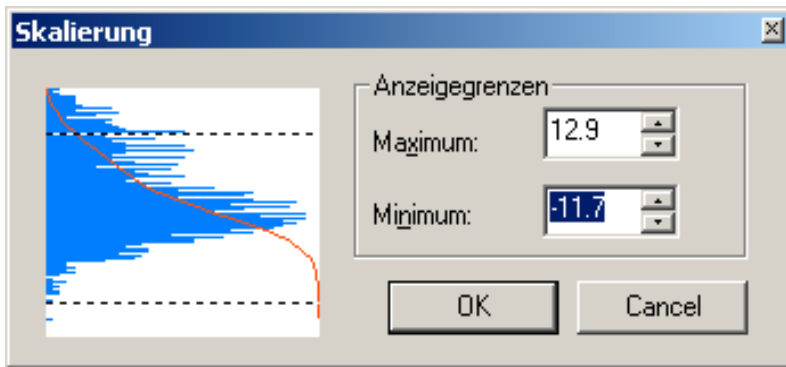 Skalierung
Anzeigegrenzen
Maximum: 12.9
Minimum: -11.7
OK Cancel